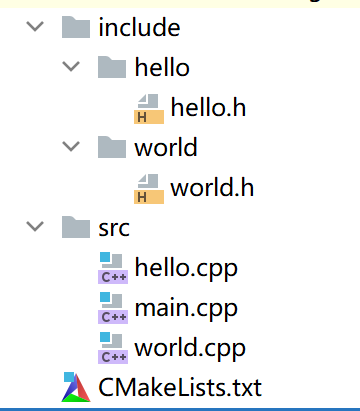 include
hello
H hello.h
world
H world.h
src
C++ hello.cpp
C++ main.cpp
C++ world.cpp
CMakeLists.txt